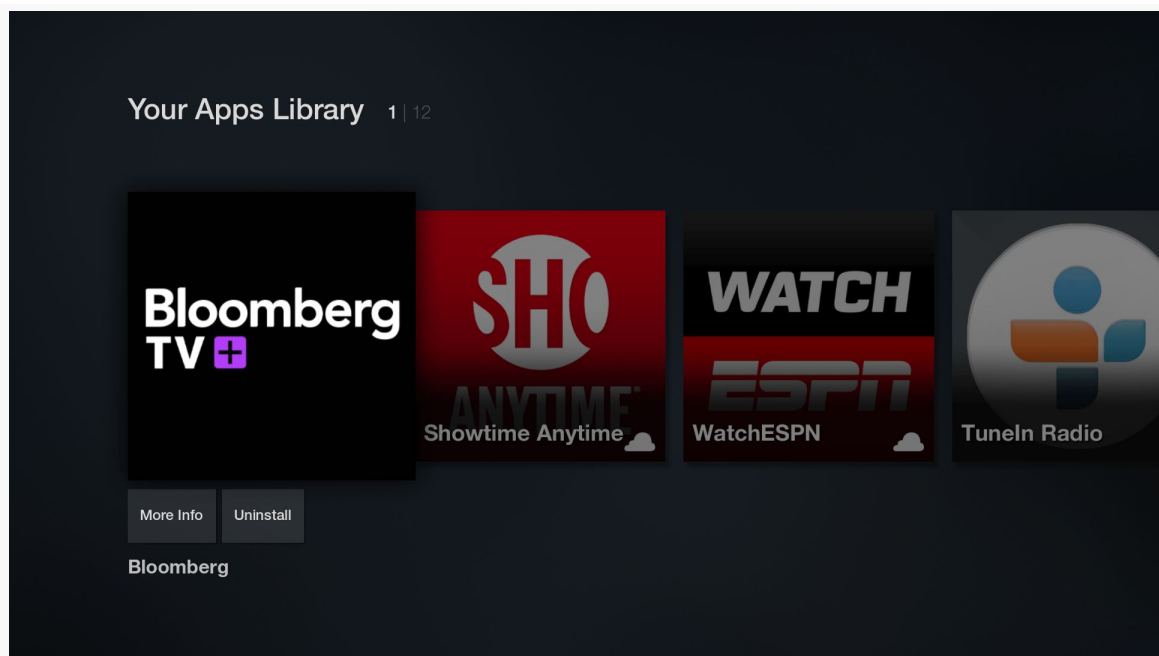 Your Apps Library 1 | 12
Bloomberg
TV+
SHO
ANYTIME
Showtime Anytime
WATCH
ESPN
WatchESPN
TuneIn Radio
More Info
Uninstall
Bloomberg